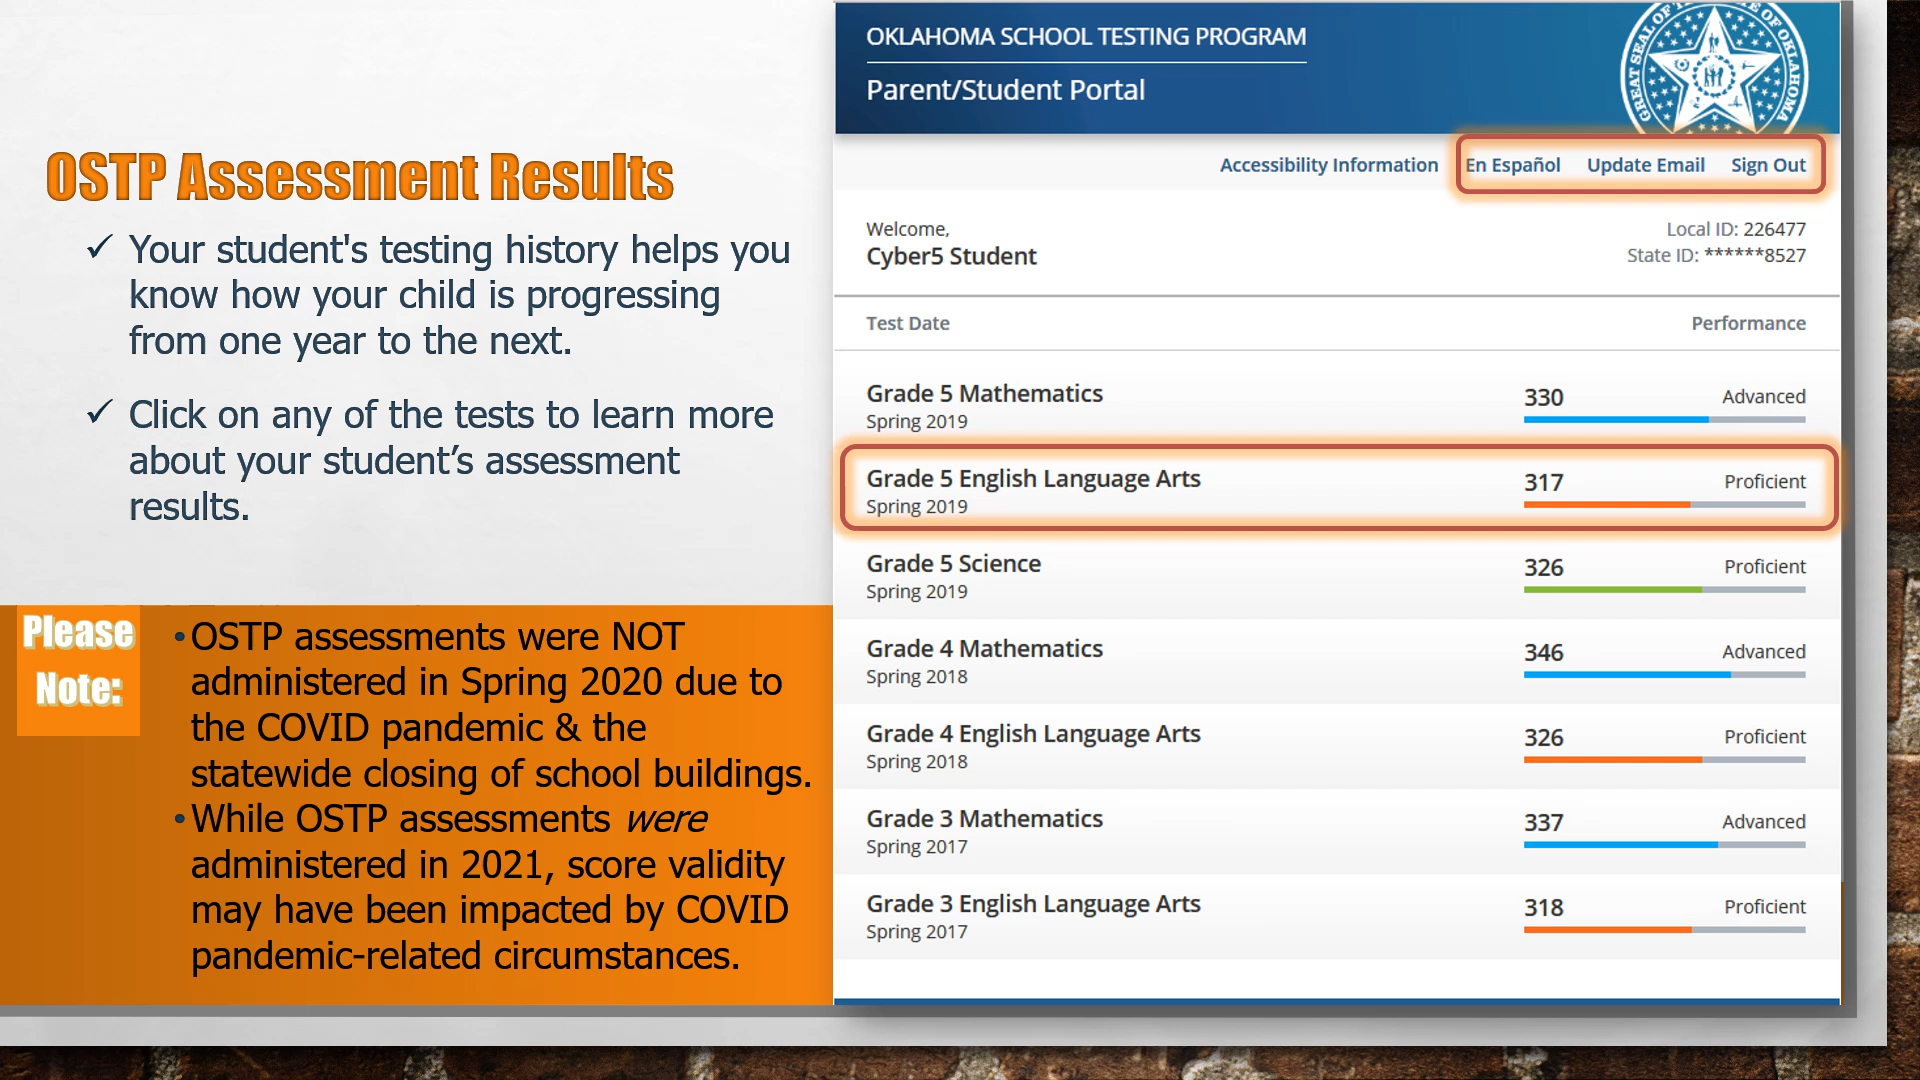 OSTP Assessment Results
✓ Your student's testing history helps you
know how your child is progressing
from one year to the next.
✓ Click on any of the tests to learn more
about your student’s assessment
results.
Please
Note:
•OSTP assessments were NOT
administered in Spring 2020 due to
the COVID pandemic & the
statewide closing of school buildings.
•While OSTP assessments were
administered in 2021, score validity
may have been impacted by COVID
pandemic-related circumstances.
OKLAHOMA SCHOOL TESTING PROGRAM
Parent/Student Portal
GREAT SEAL OF THE STATE OF OKLAHOMA
Accessibility Information En Español Update Email Sign Out
Welcome,
Cyber5 Student
Local ID: 226477
State ID: ******8527
Test Date Performance
Grade 5 Mathematics 330 Advanced
Spring 2019
Grade 5 English Language Arts 317 Proficient
Spring 2019
Grade 5 Science 326 Proficient
Spring 2019
Grade 4 Mathematics 346 Advanced
Spring 2018
Grade 4 English Language Arts 326 Proficient
Spring 2018
Grade 3 Mathematics 337 Advanced
Spring 2017
Grade 3 English Language Arts 318 Proficient
Spring 2017